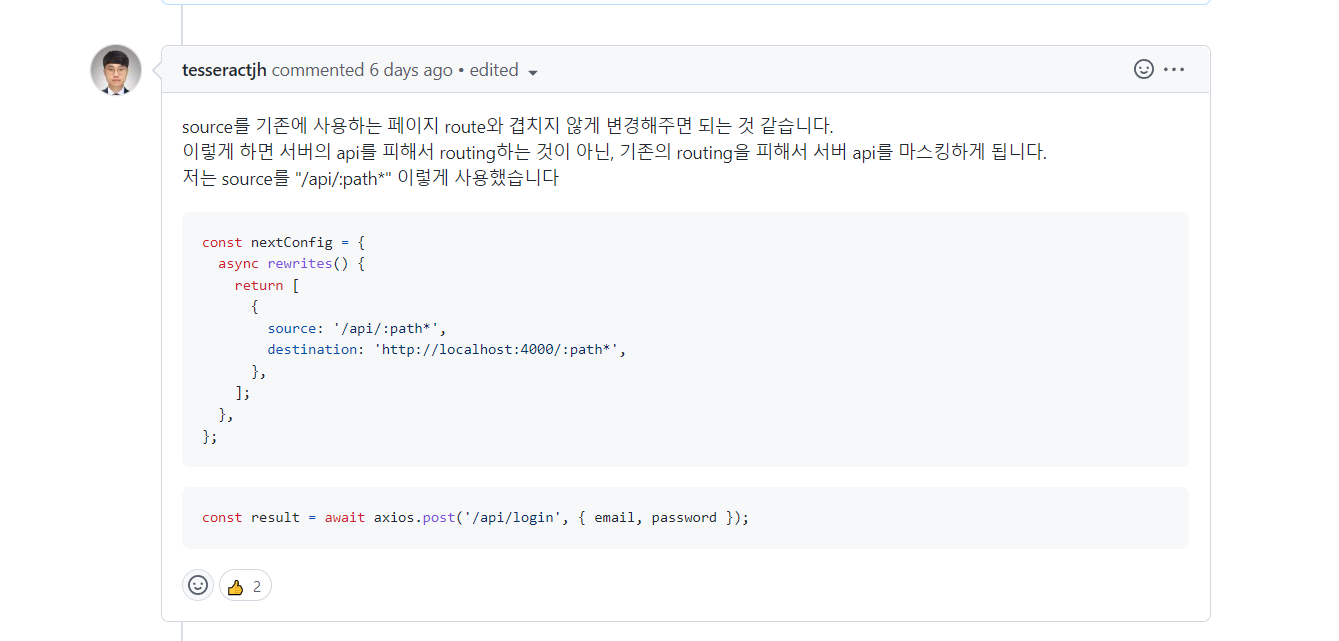 tesseractjh commented 6 days ago • edited
source를 기존에 사용하는 페이지 route와 겹치지 않게 변경해주면 되는 것 같습니다.
이렇게 하면 서버의 api를 피해서 routing하는 것이 아닌, 기존의 routing을 피해서 서버 api를 마스킹하게 됩니다.
저는 source를 "/api/:path*" 이렇게 사용했습니다
const nextConfig = {
  async rewrites() {
    return [
      {
        source: '/api/:path*',
        destination: 'http://localhost:4000/:path*',
      },
    ];
  },
};
const result = await axios.post('/api/login', { email, password });
👍 2